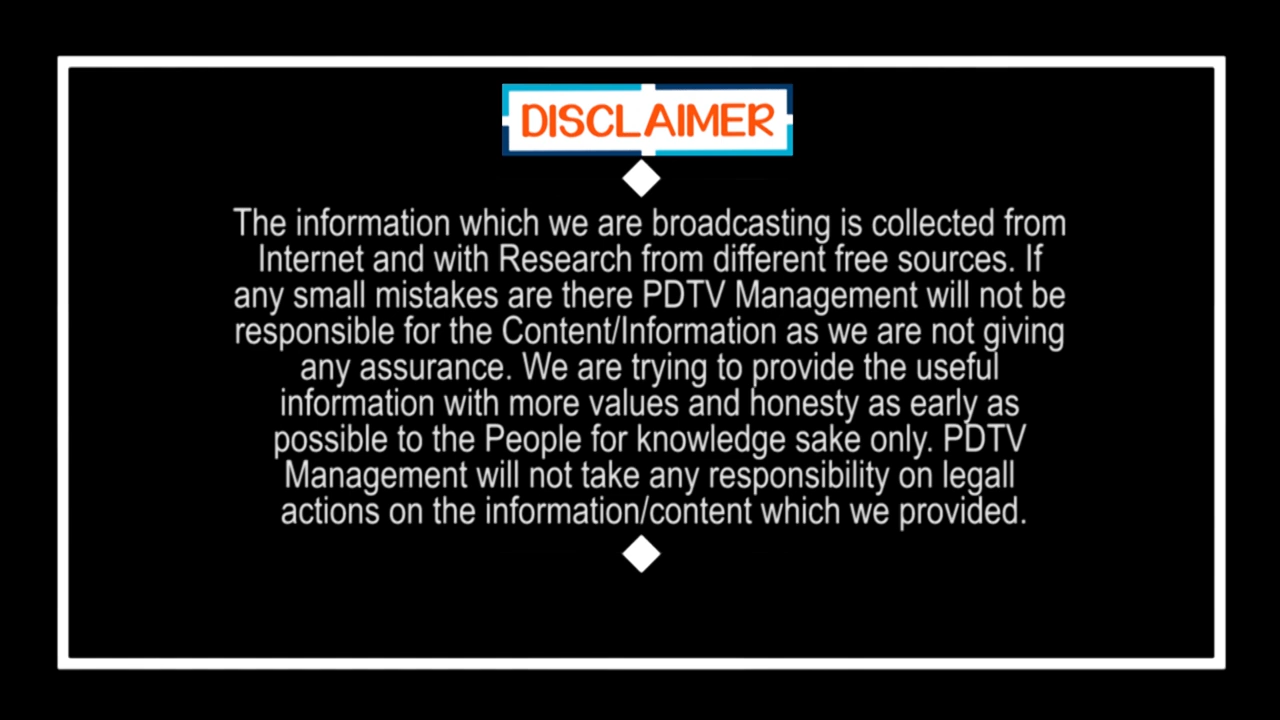 DISCLAIMER
The information which we are broadcasting is collected from
Internet and with Research from different free sources. If
any small mistakes are there PDTV Management will not be
responsible for the Content/Information as we are not giving
any assurance. We are trying to provide the useful
information with more values and honesty as early as
possible to the People for knowledge sake only. PDTV
Management will not take any responsibility on legall
actions on the information/content which we provided.